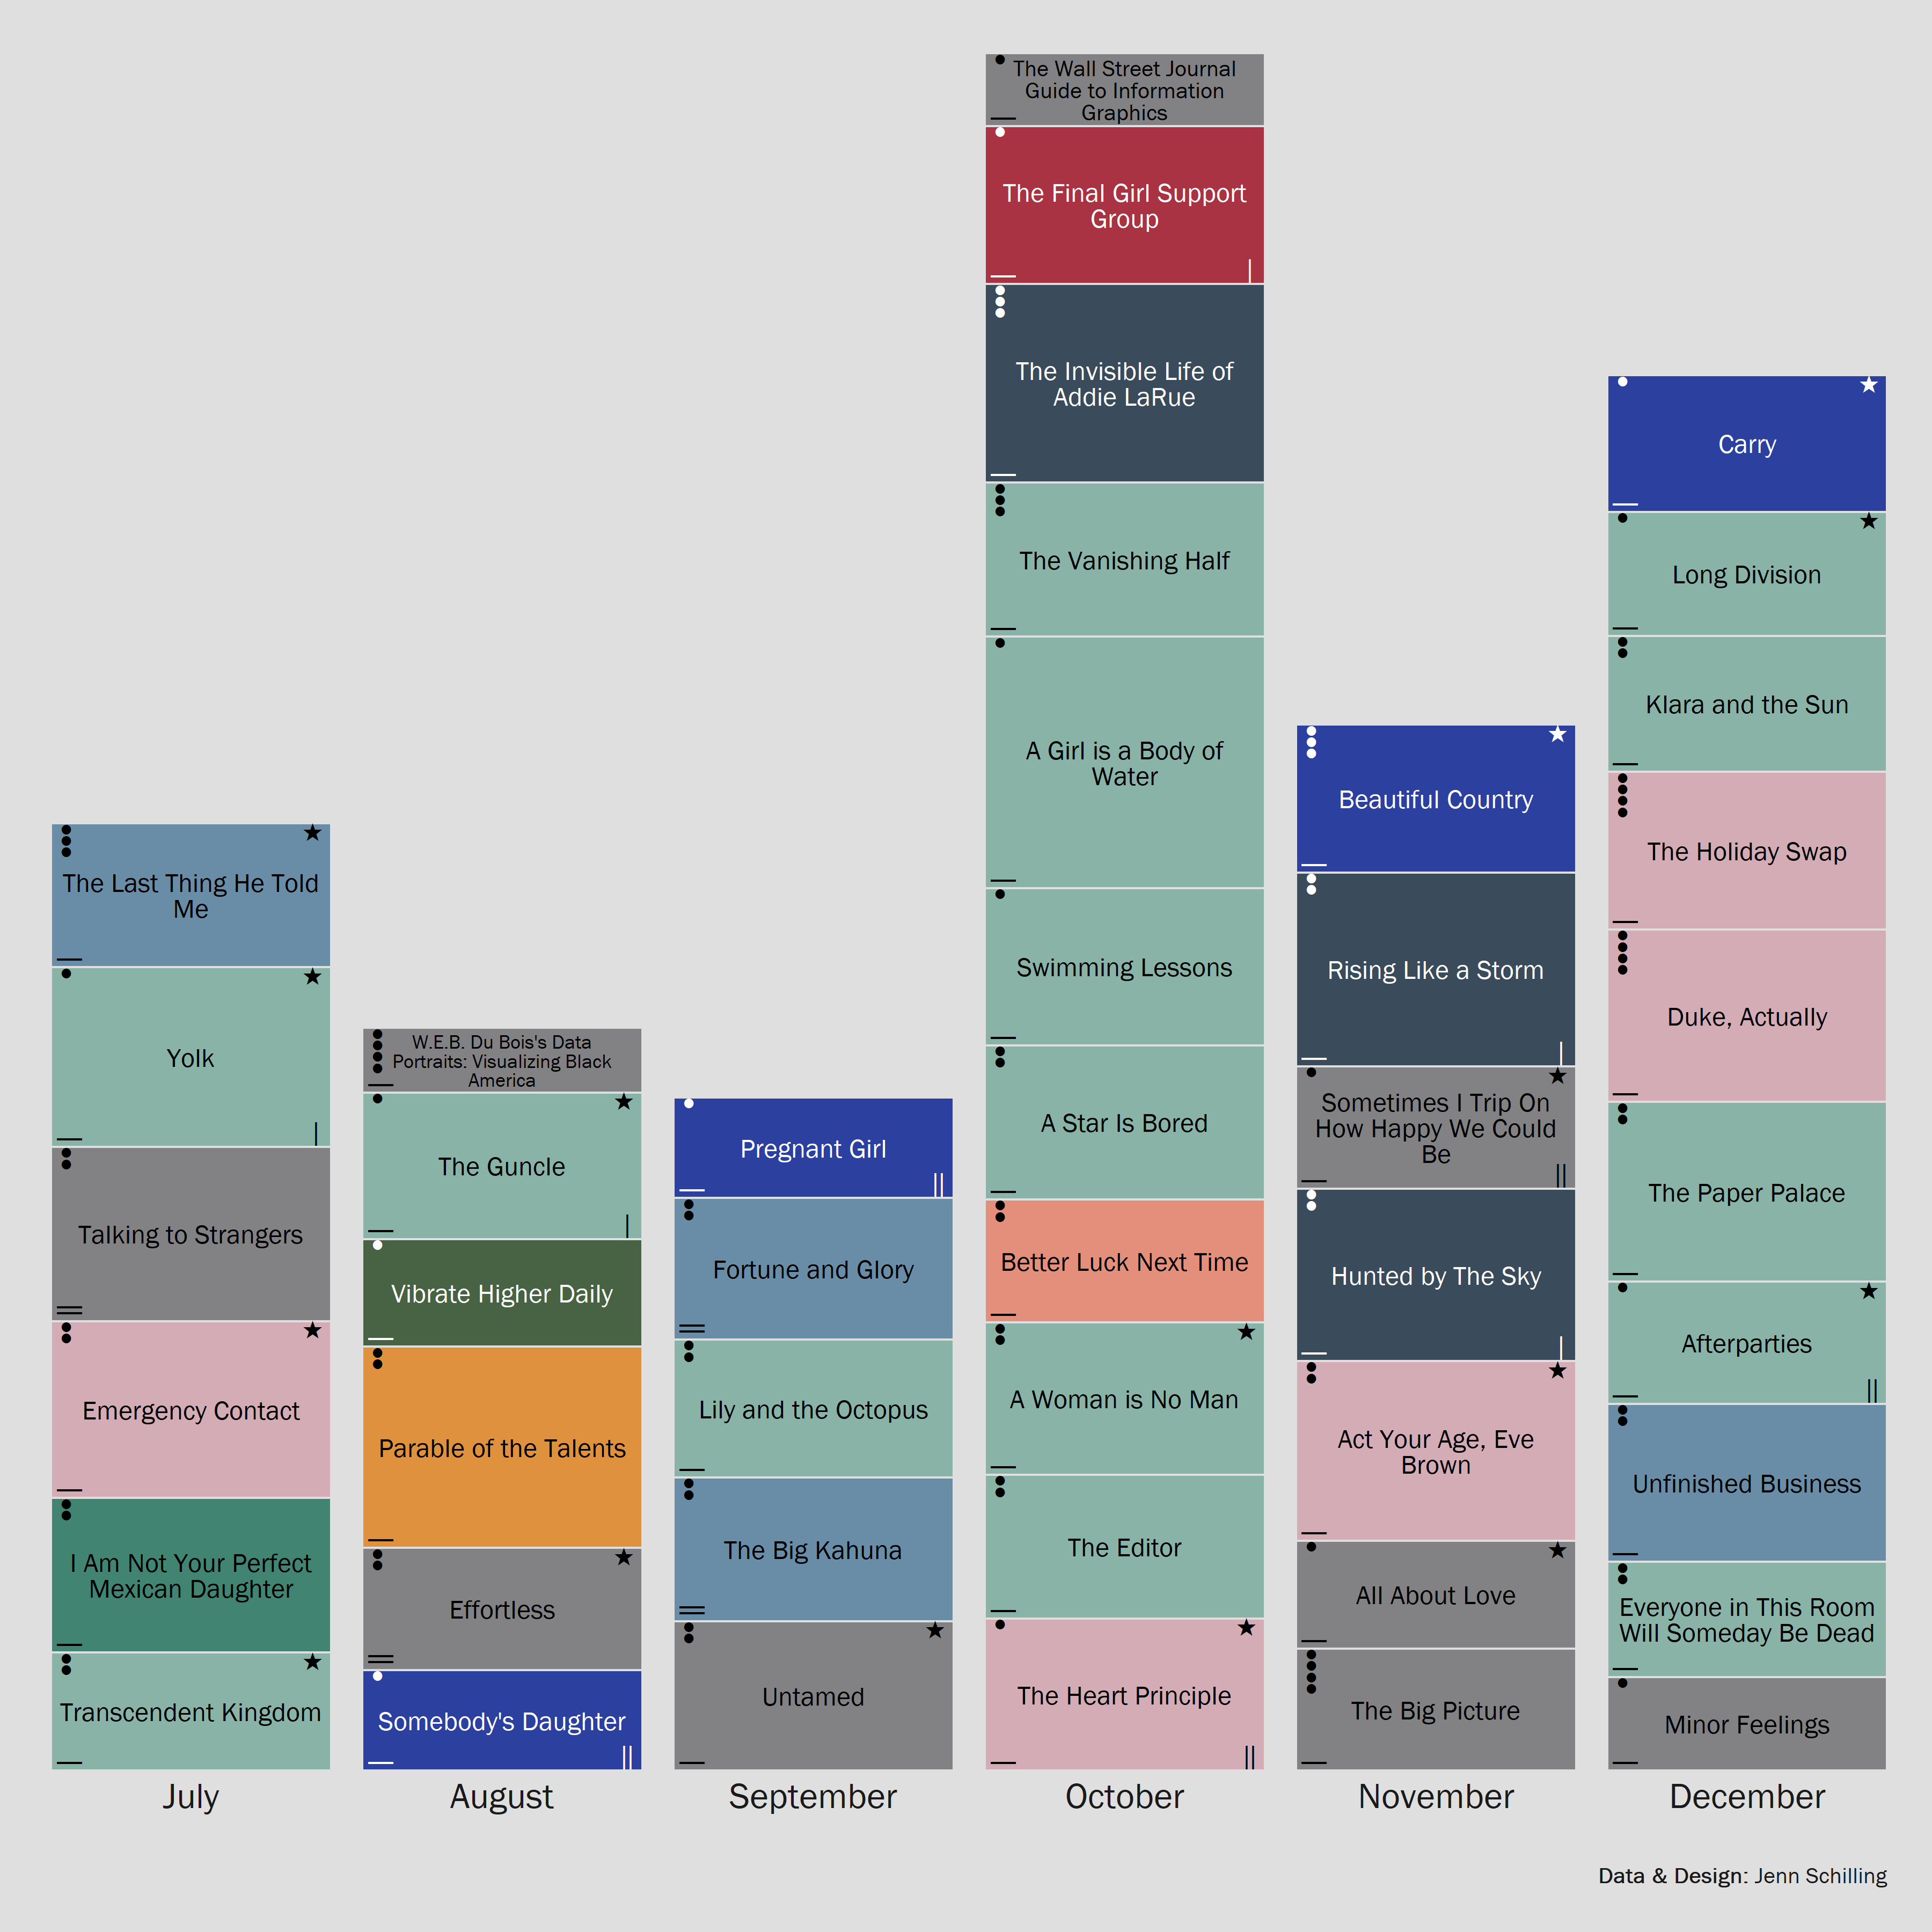 The Last Thing He Told
Me
Yolk
Talking to Strangers
Emergency Contact
I Am Not Your Perfect
Mexican Daughter
Transcendent Kingdom
July
W.E.B. Du Bois's Data
Portraits: Visualizing Black
America
The Guncle
Vibrate Higher Daily
Parable of the Talents
Effortless
Somebody's Daughter
August
Pregnant Girl
Fortune and Glory
Lily and the Octopus
The Big Kahuna
Untamed
September
The Wall Street Journal
Guide to Information
Graphics
The Final Girl Support
Group
The Invisible Life of
Addie LaRue
The Vanishing Half
A Girl is a Body of
Water
Swimming Lessons
A Star Is Bored
Better Luck Next Time
A Woman is No Man
The Editor
The Heart Principle
October
Beautiful Country
Rising Like a Storm
Sometimes I Trip On
How Happy We Could
Be
Hunted by The Sky
Act Your Age, Eve
Brown
All About Love
The Big Picture
November
Carry
Long Division
Klara and the Sun
The Holiday Swap
Duke, Actually
The Paper Palace
Afterparties
Unfinished Business
Everyone in This Room
Will Someday Be Dead
Minor Feelings
December
Data & Design: Jenn Schilling